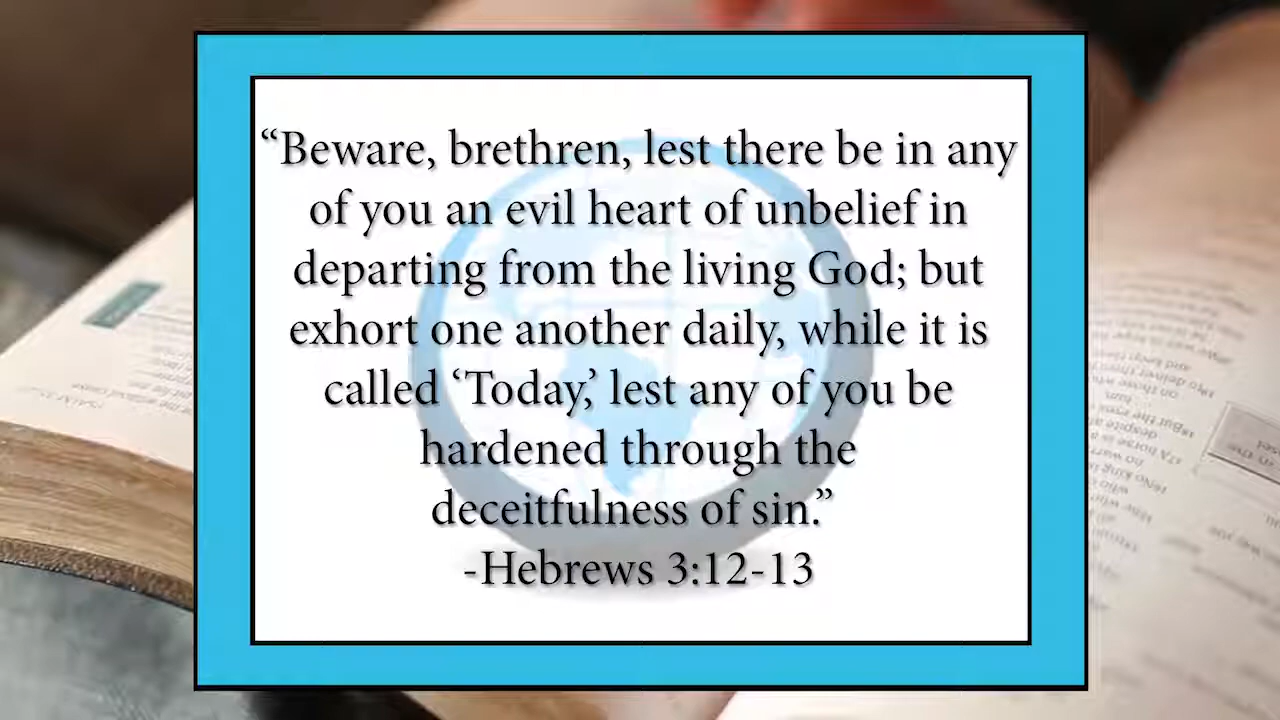 “Beware, brethren, lest there be in any
of you an evil heart of unbelief in
departing from the living God; but
exhort one another daily, while it is
called ‘Today,’ lest any of you be
hardened through the
deceitfulness of sin.”
-Hebrews 3:12-13